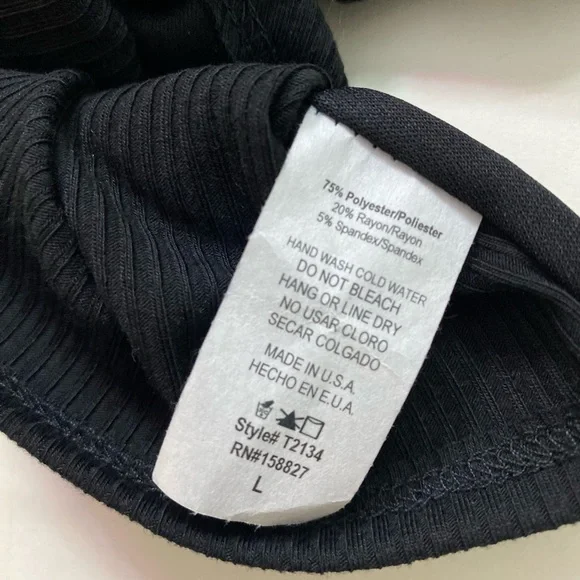 75% Polyester/Poliester
20% Rayon/Rayon
5% Spandex/Spandex
HAND WASH COLD WATER
DO NOT BLEACH
HANG OR LINE DRY
NO USAR CLORO
SECAR COLGADO
MADE IN U.S.A.
HECHO EN E.U.A.
Style# T2134
RN#158827
L